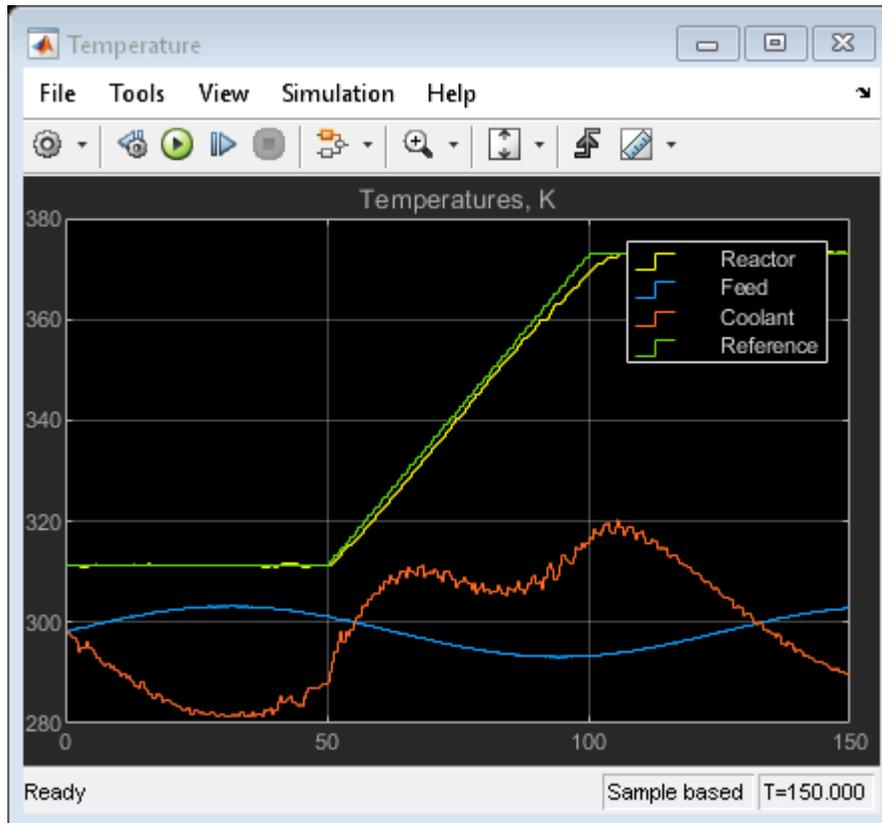 Temperature
File Tools View Simulation Help
Temperatures, K
380
360
340
320
300
280
0 50 100 150
Reactor
Feed
Coolant
Reference
Ready Sample based T=150.000